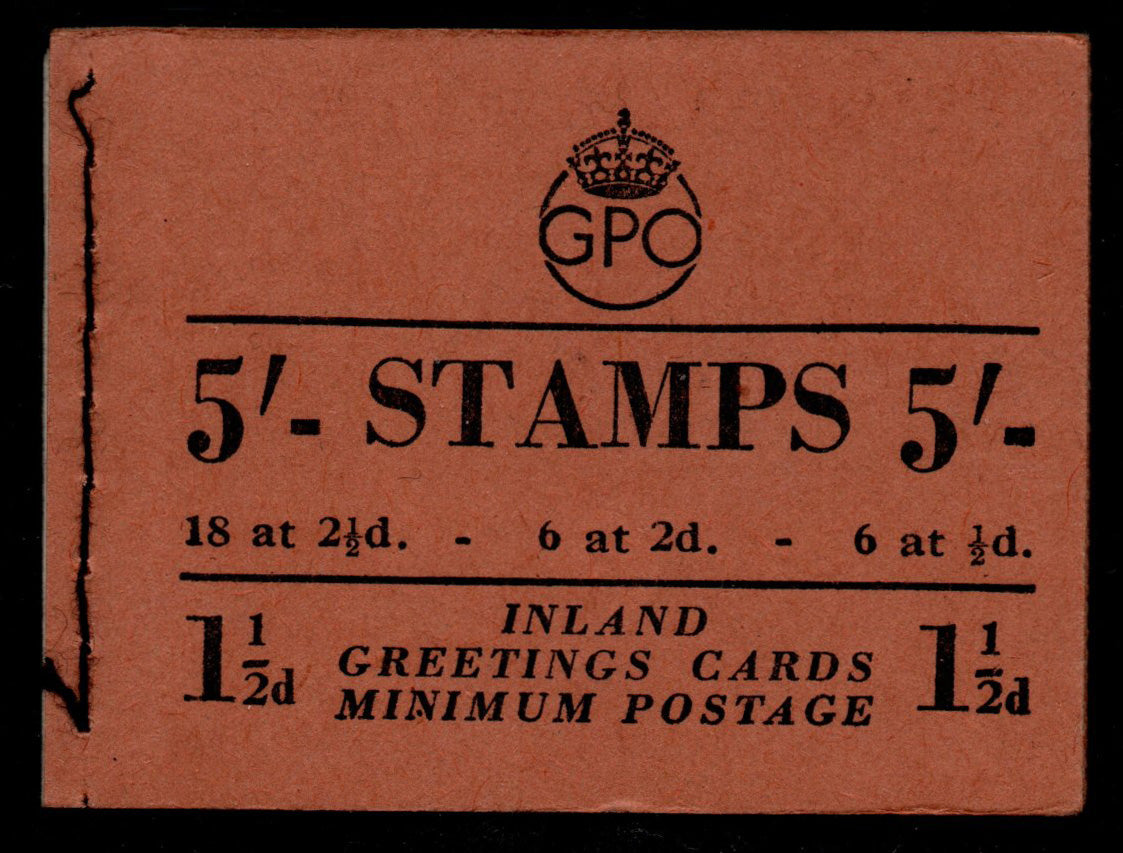 GPO
5/- STAMPS 5/-
18 at 2½d. - 6 at 2d. - 6 at ½d.
1½d INLAND 1½d
GREETINGS CARDS
MINIMUM POSTAGE